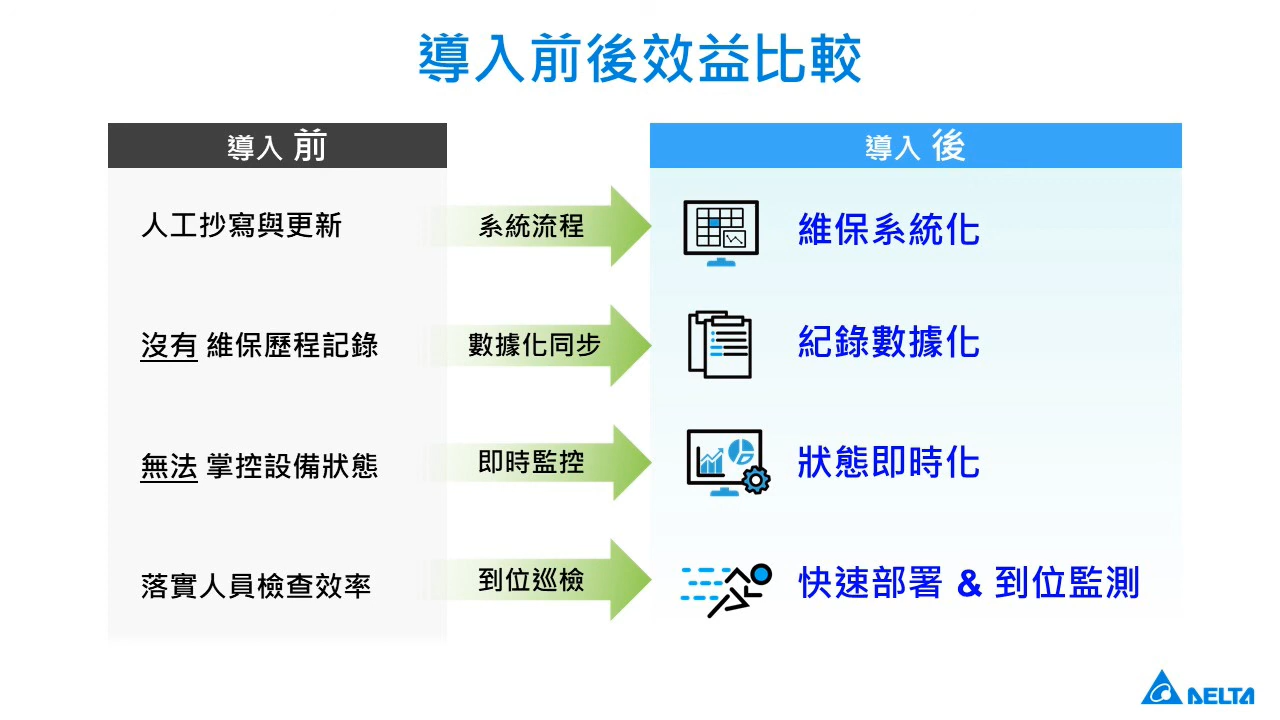 導入前後效益比較
導入 前
導入 後
人工抄寫與更新
系統流程
維保系統化
沒有 維保歷程記錄
數據化同步
紀錄數據化
無法 掌控設備狀態
即時監控
狀態即時化
落實人員檢查效率
到位巡檢
快速部署 & 到位監測
DELTA